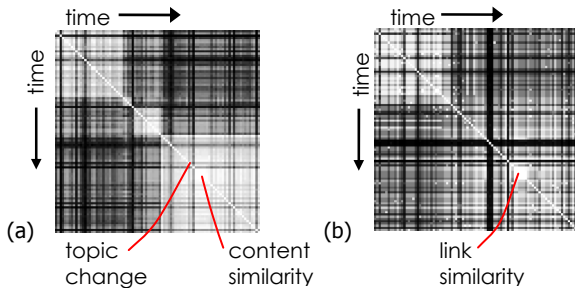 time
time
time
time
(a)
(b)
topic
change
content
similarity
link
similarity